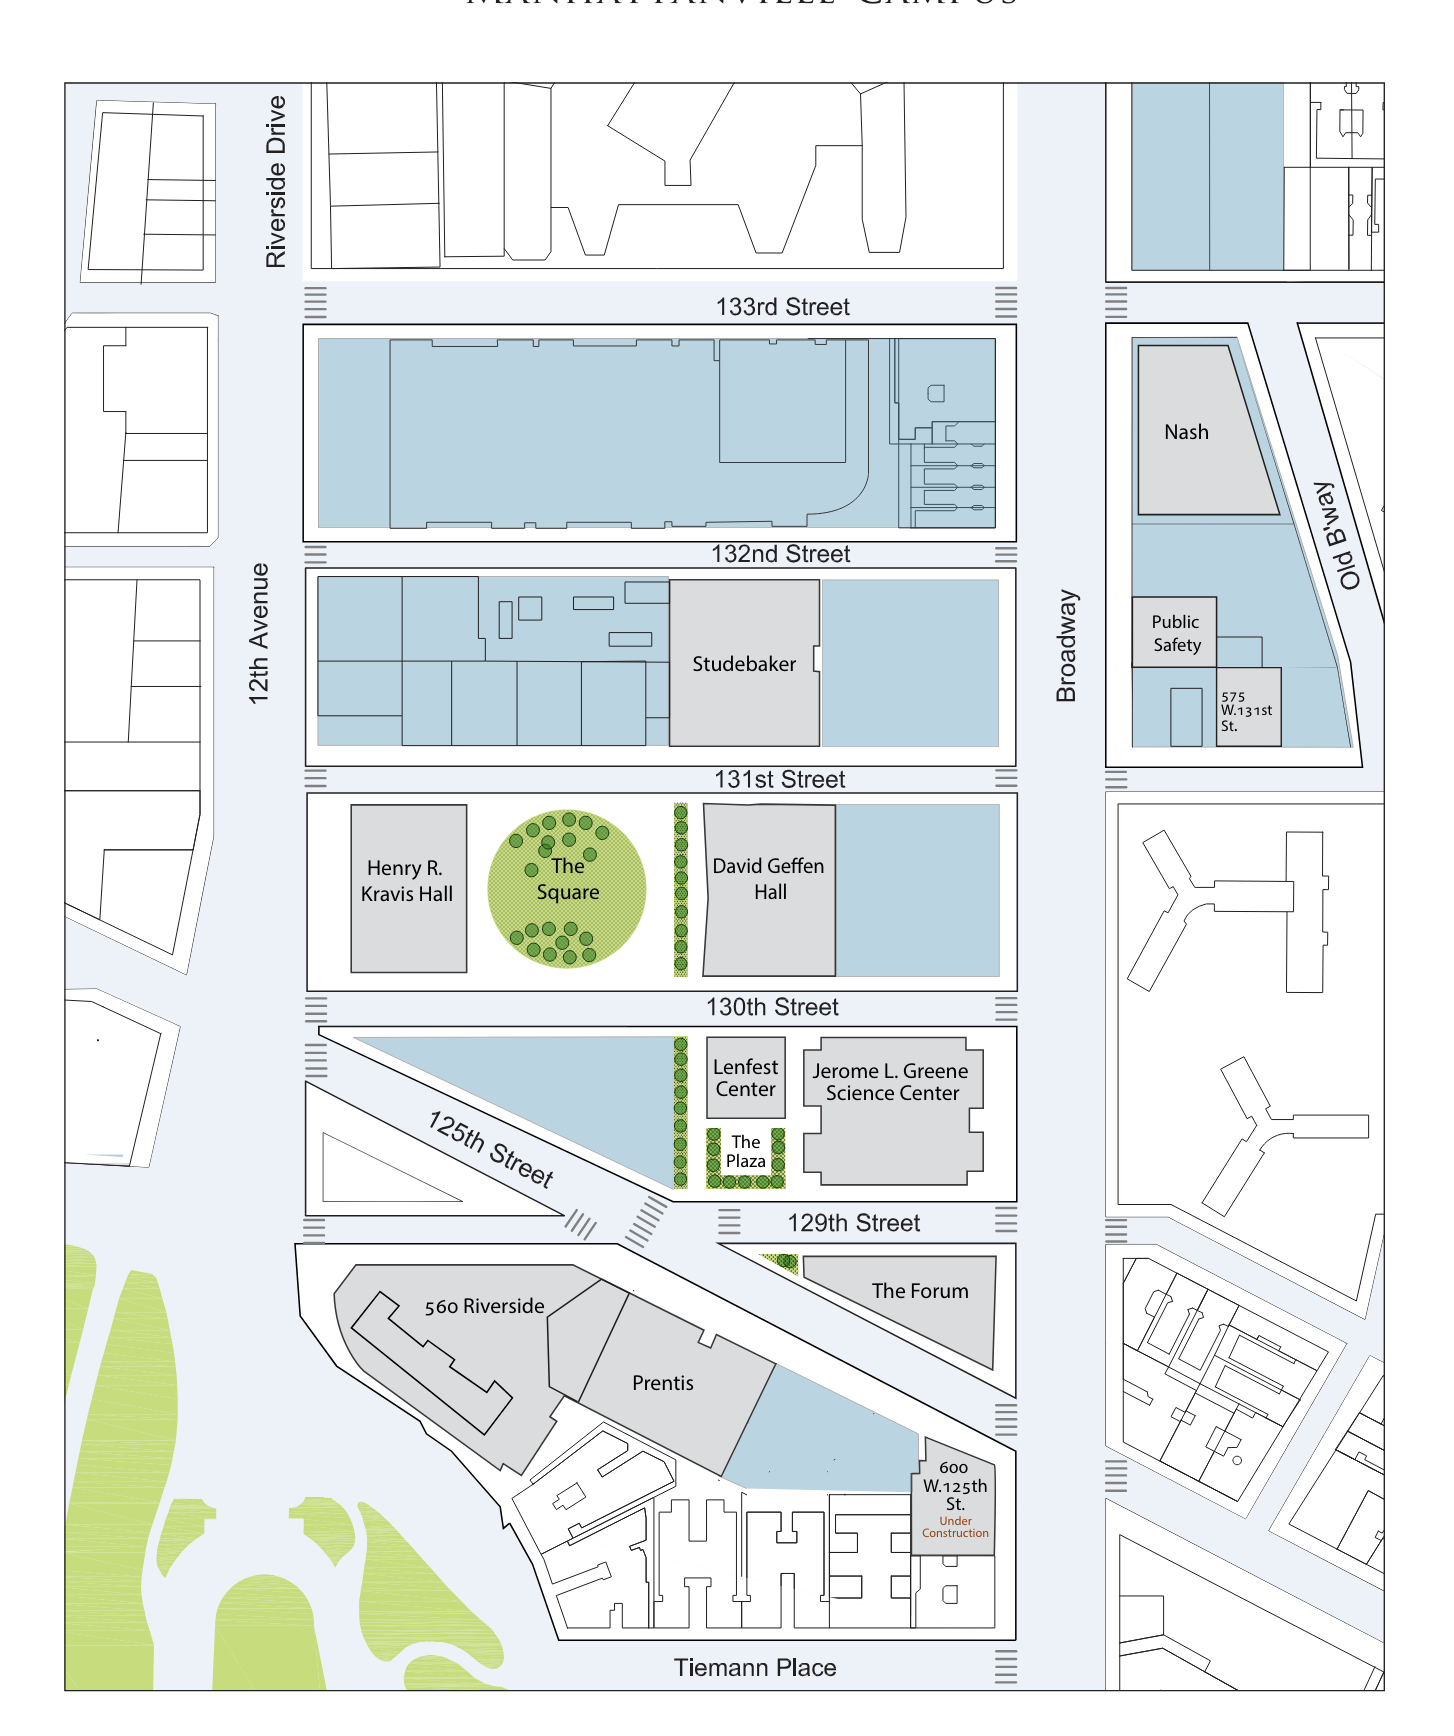 MANHATTANVILLE CAMPUS
Riverside Drive
133rd Street
Nash
Old B'way
132nd Street
12th Avenue
Broadway
Studebaker
Public
Safety
575
W.131st
St.
131st Street
Henry R.
Kravis Hall
The
Square
David Geffen
Hall
130th Street
Lenfest
Center
Jerome L. Greene
Science Center
The
Plaza
125th Street
129th Street
The Forum
560 Riverside
Prentis
600
W.125th
St.
Under
Construction
Tiemann Place